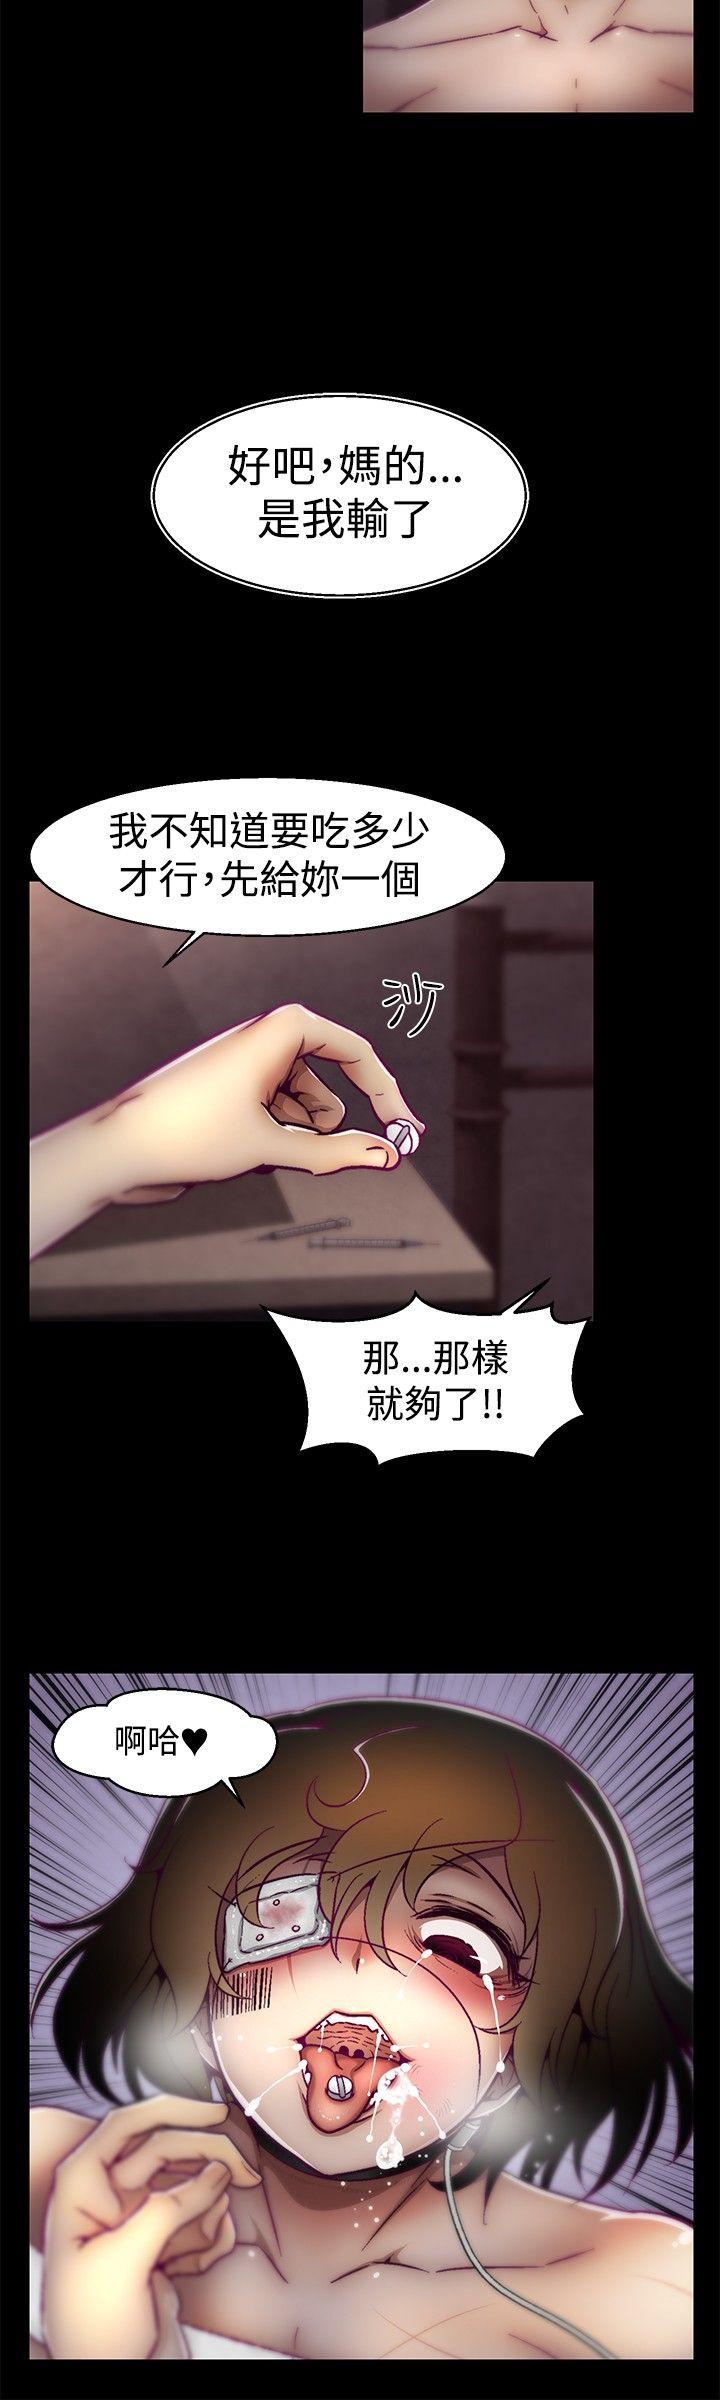 好吧，媽的...
是我輸了
我不知道要吃多少
才行，先給妳一個
沙
那...那樣
就夠了!!
啊哈♥